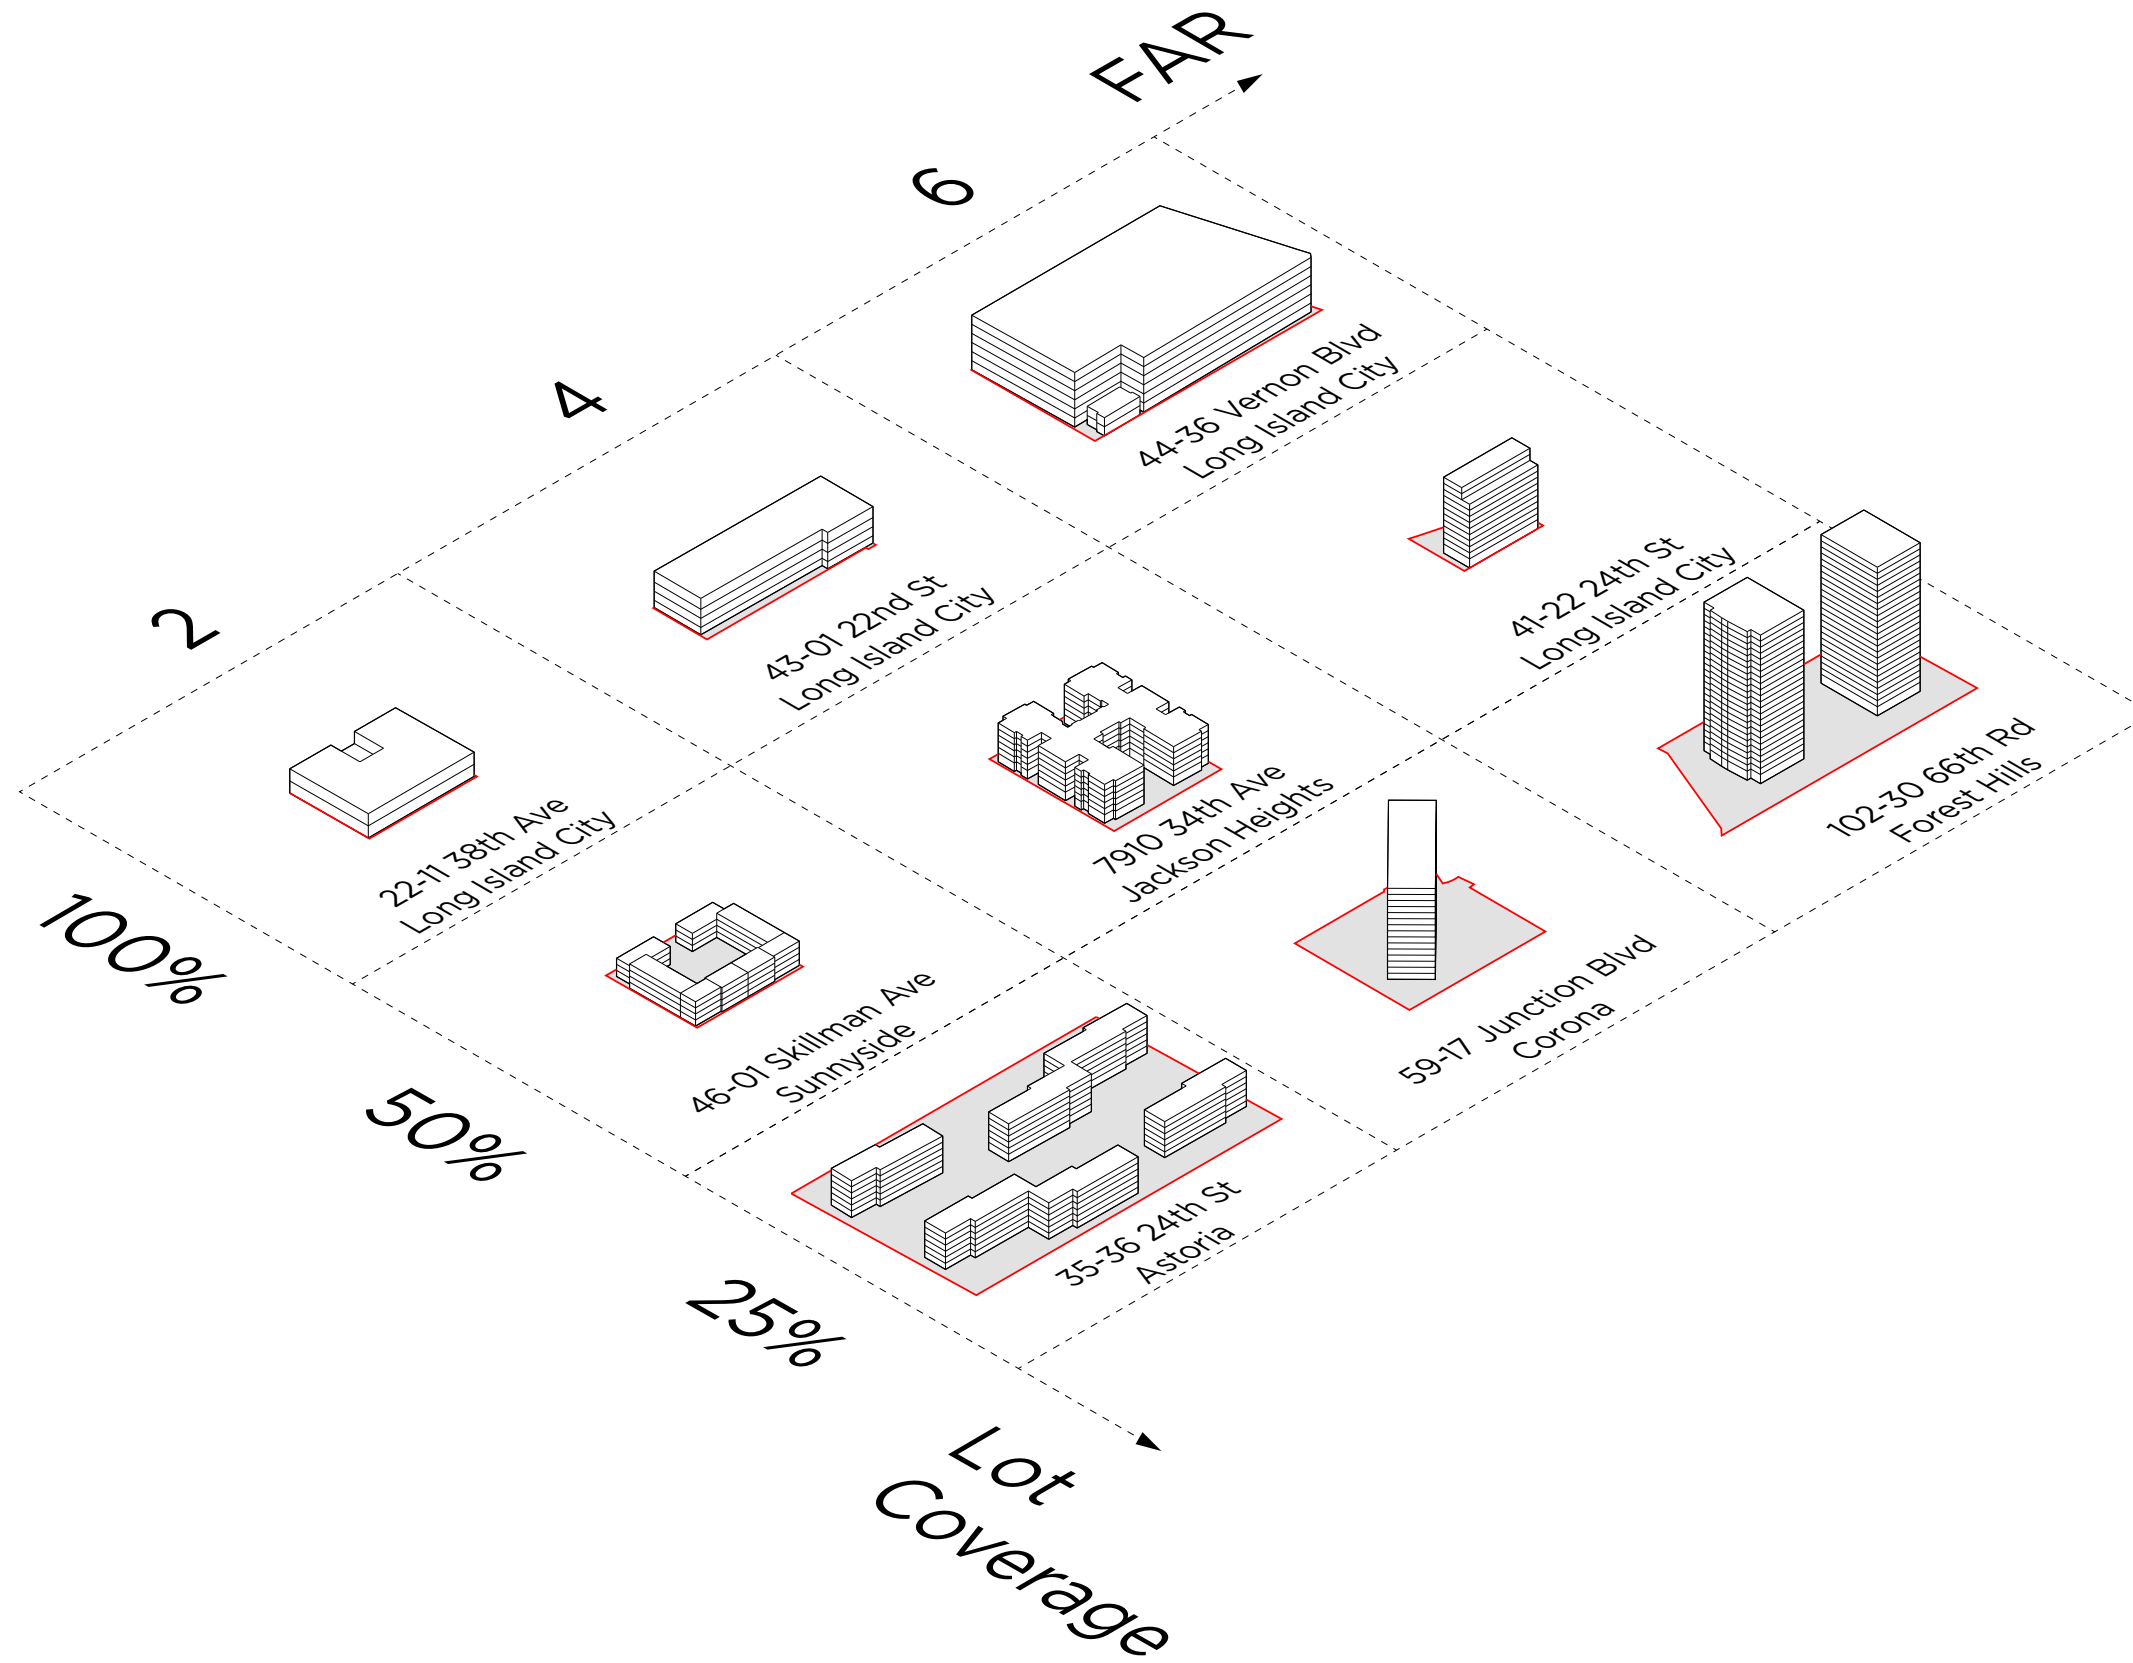 FAR
6
4
2
44-36 Vernon Blvd
Long Island City
43-01 22nd St
Long Island City
41-22 24th St
Long Island City
22-11 38th Ave
Long Island City
7910 34th Ave
Jackson Heights
102-30 66th Rd
Forest Hills
46-01 Skillman Ave
Sunnyside
59-17 Junction Blvd
Corona
35-36 24th St
Astoria
100%
50%
25%
Lot
Coverage